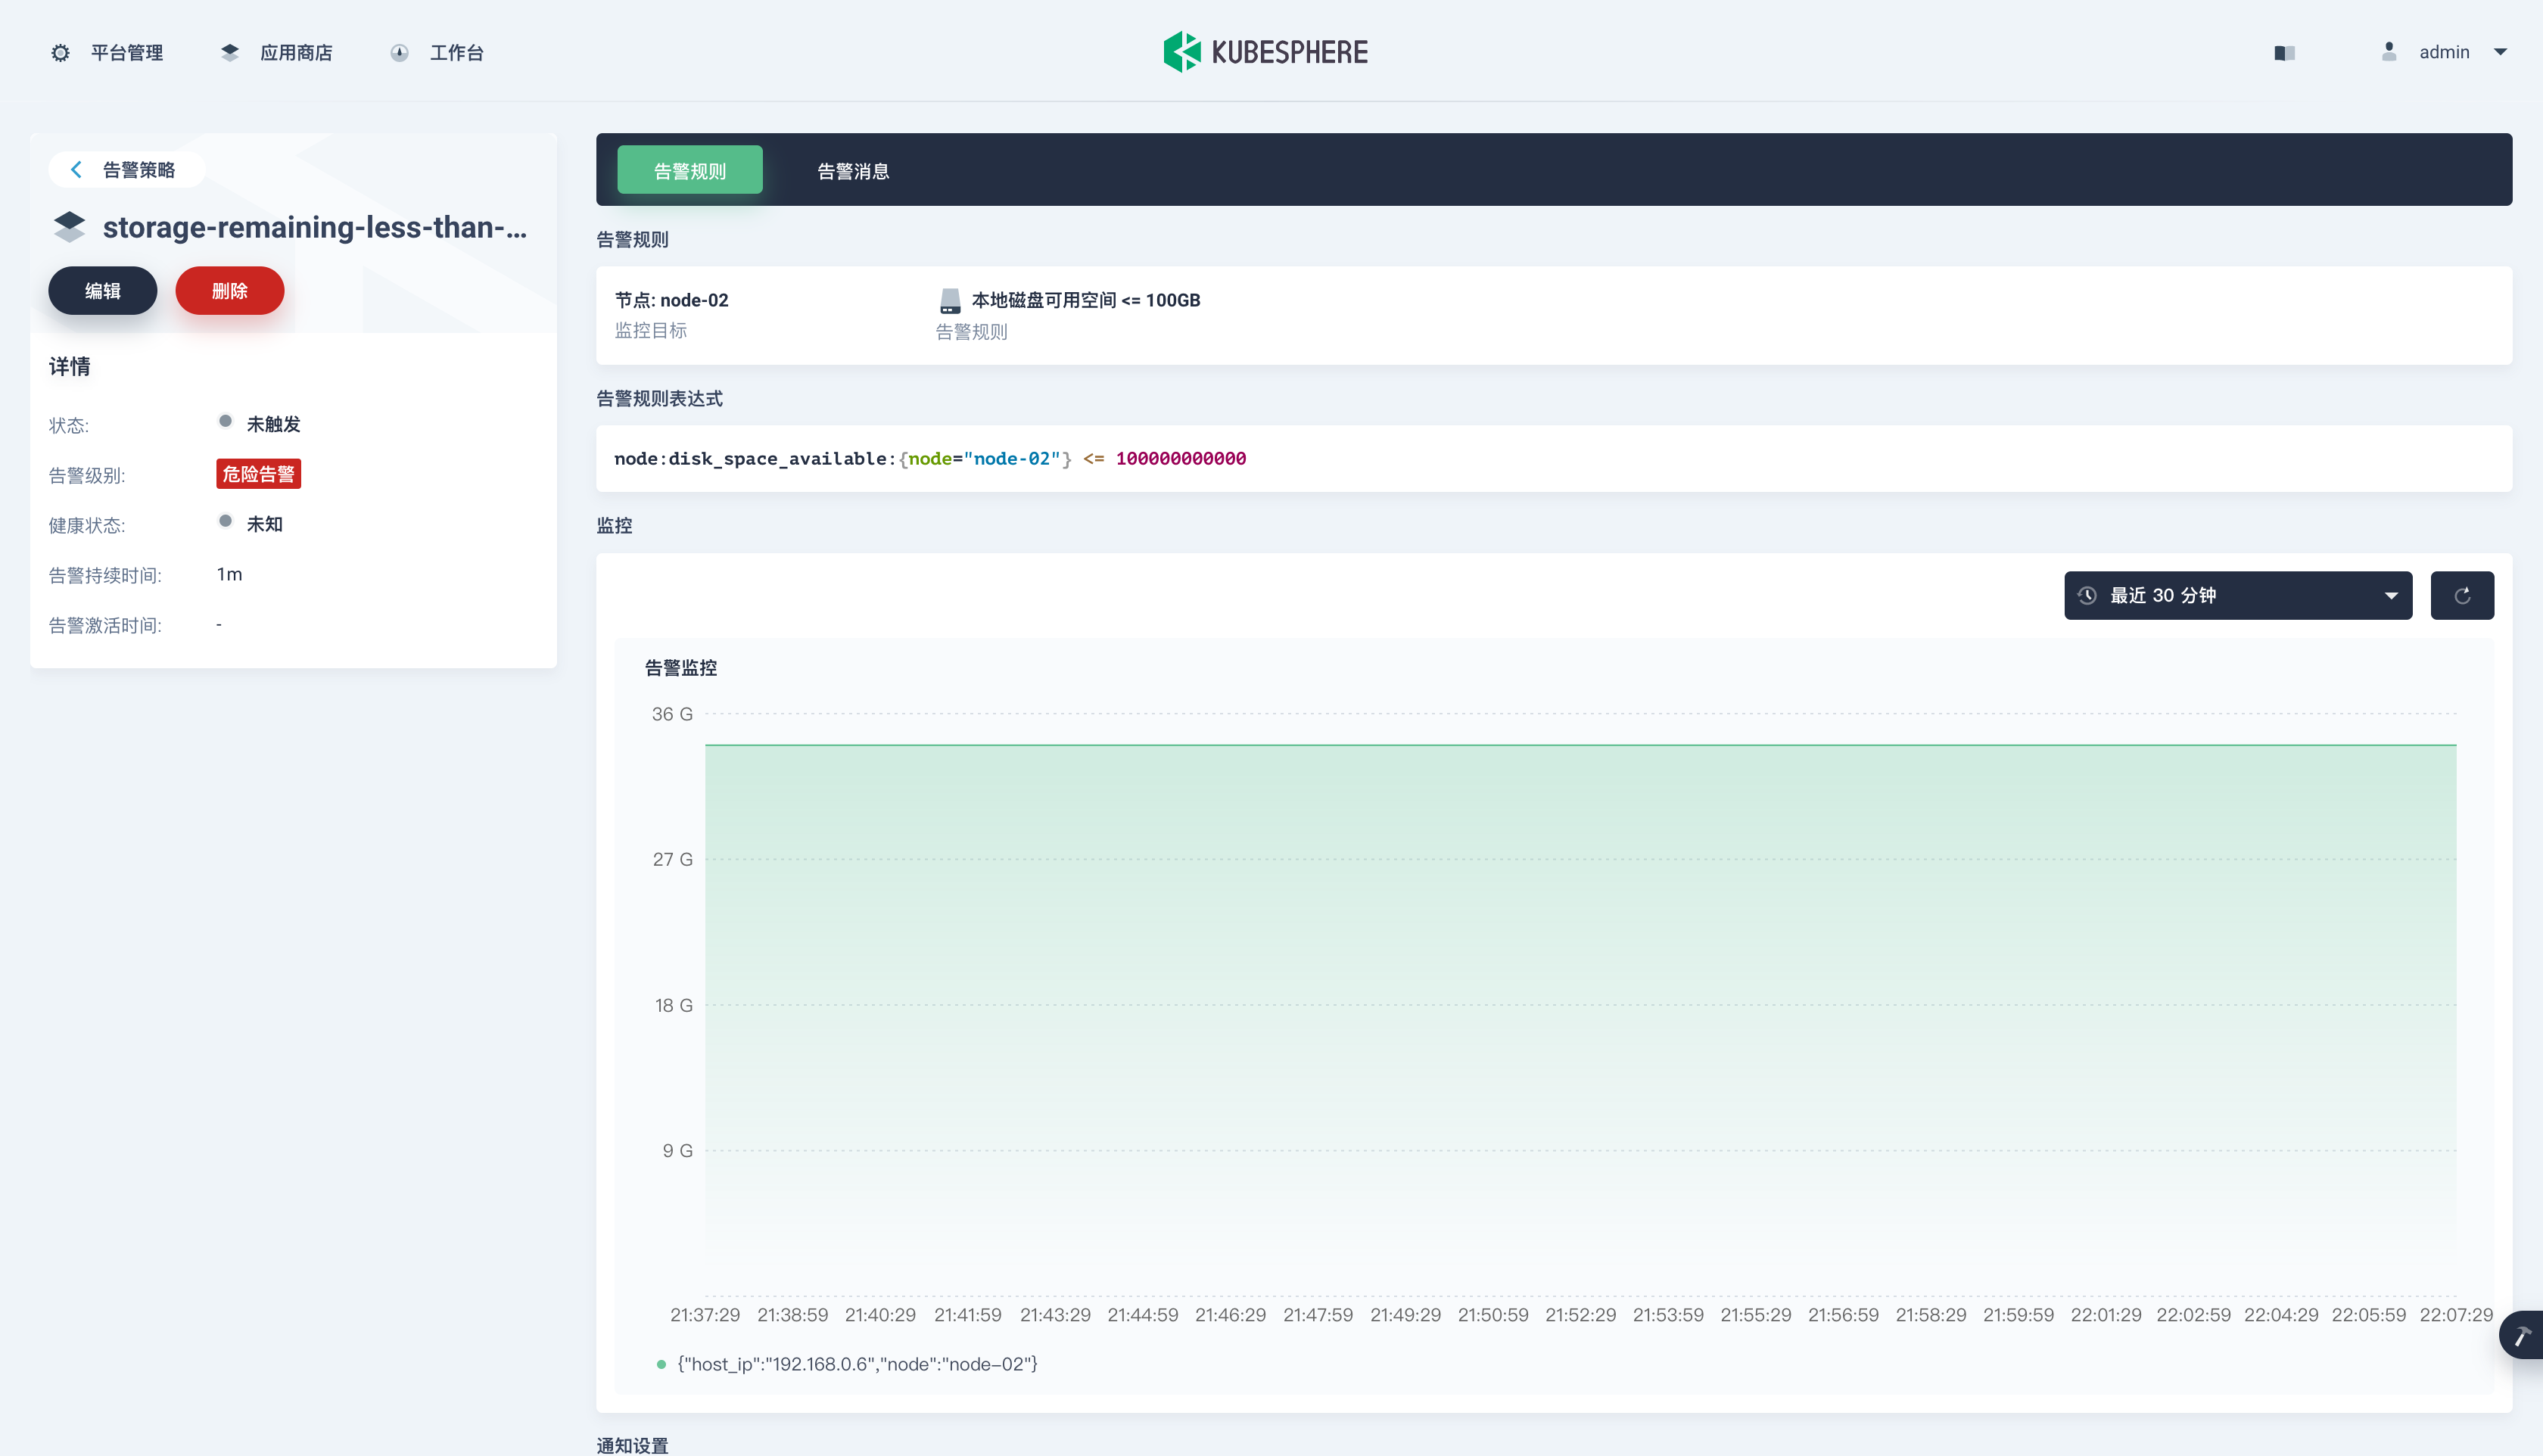 平台管理 应用商店 工作台 KUBESPHERE admin
告警策略
storage-remaining-less-than-...
编辑 删除
详情
状态: 未触发
告警级别: 危险告警
健康状态: 未知
告警持续时间: 1m
告警激活时间: -
告警规则 告警消息
告警规则
节点: node-02 本地磁盘可用空间 <= 100GB
监控目标 告警规则
告警规则表达式
node:disk_space_available:{node="node-02"} <= 100000000000
监控
最近 30 分钟
告警监控
36 G
27 G
18 G
9 G
21:37:29 21:38:59 21:40:29 21:41:59 21:43:29 21:44:59 21:46:29 21:47:59 21:49:29 21:50:59 21:52:29 21:53:59 21:55:29 21:56:59 21:58:29 21:59:59 22:01:29 22:02:59 22:04:29 22:05:59 22:07:29
{"host_ip":"192.168.0.6","node":"node-02"}
通知设置